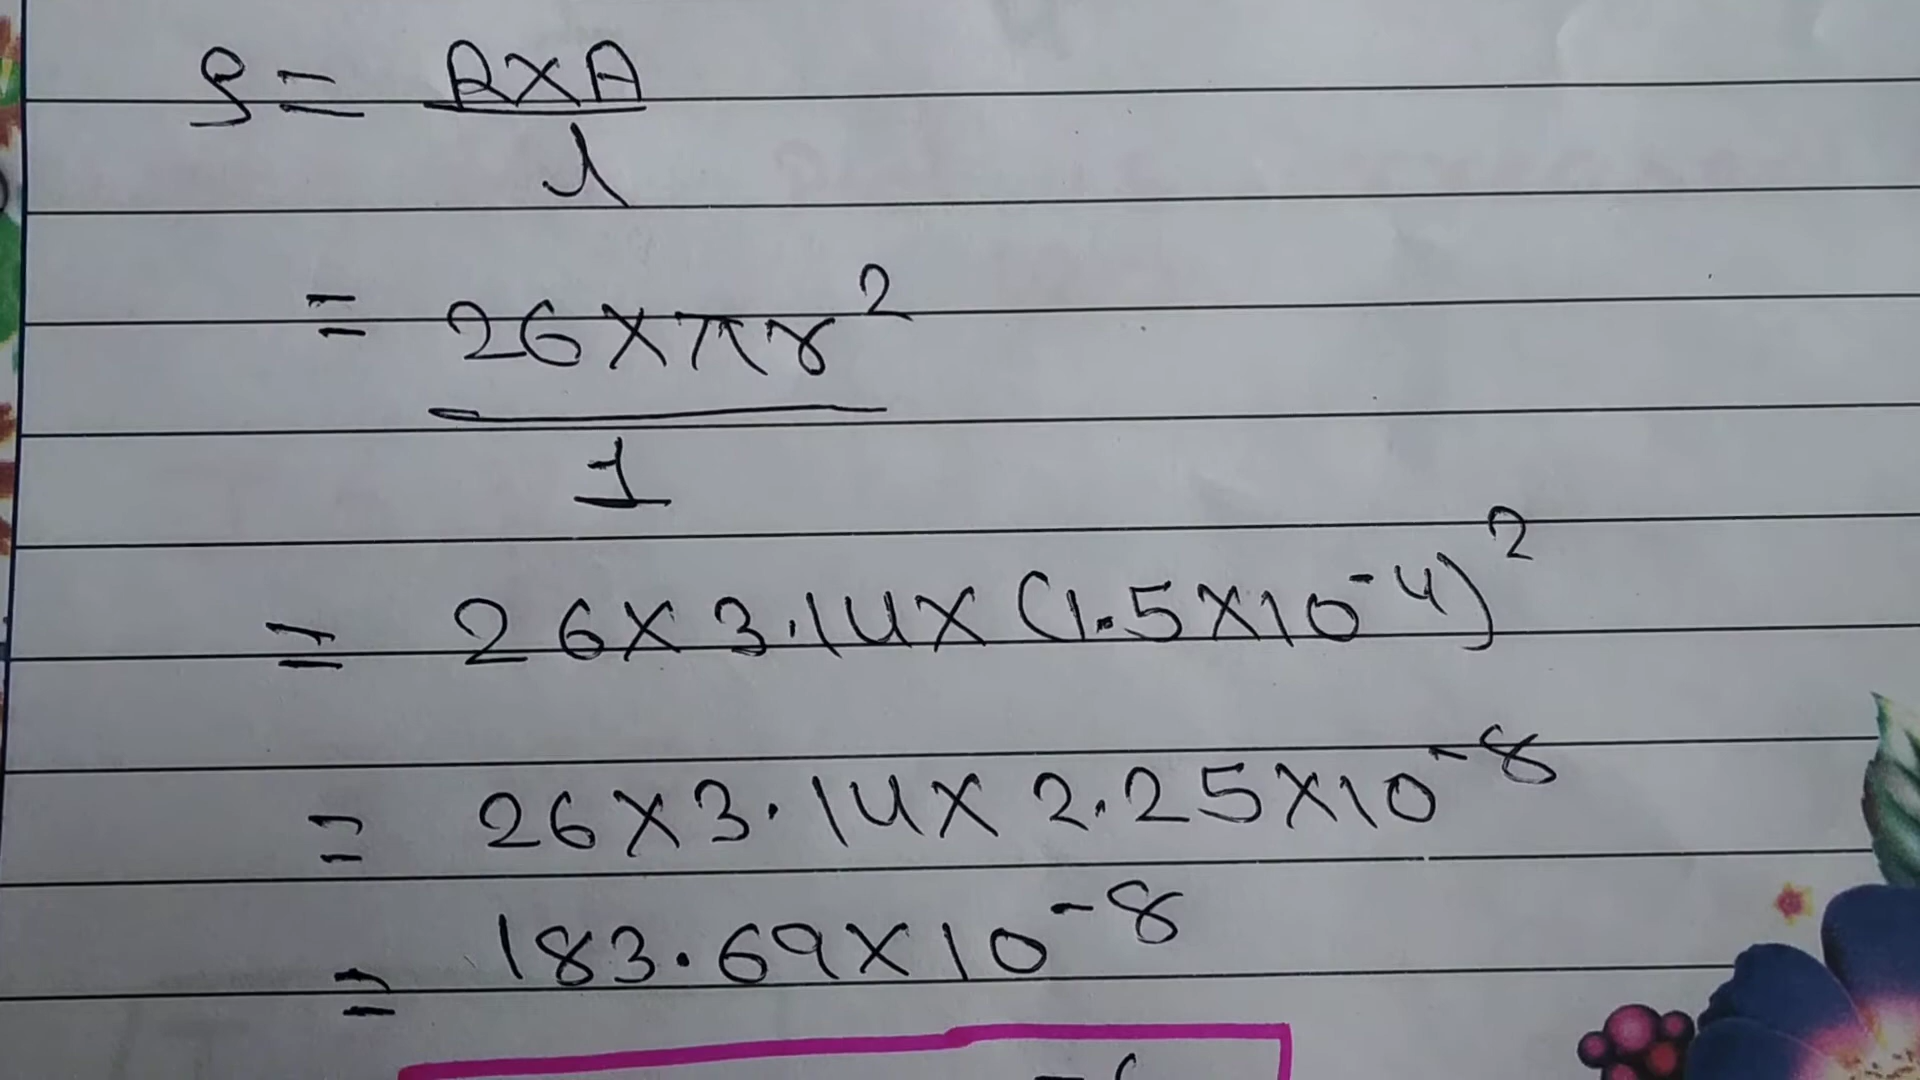 ρ = R×A / l
= 26×πr² / 1
= 26×3.14×(1.5×10⁻⁴)²
= 26×3.14×2.25×10⁻⁸
= 183.69×10⁻⁸